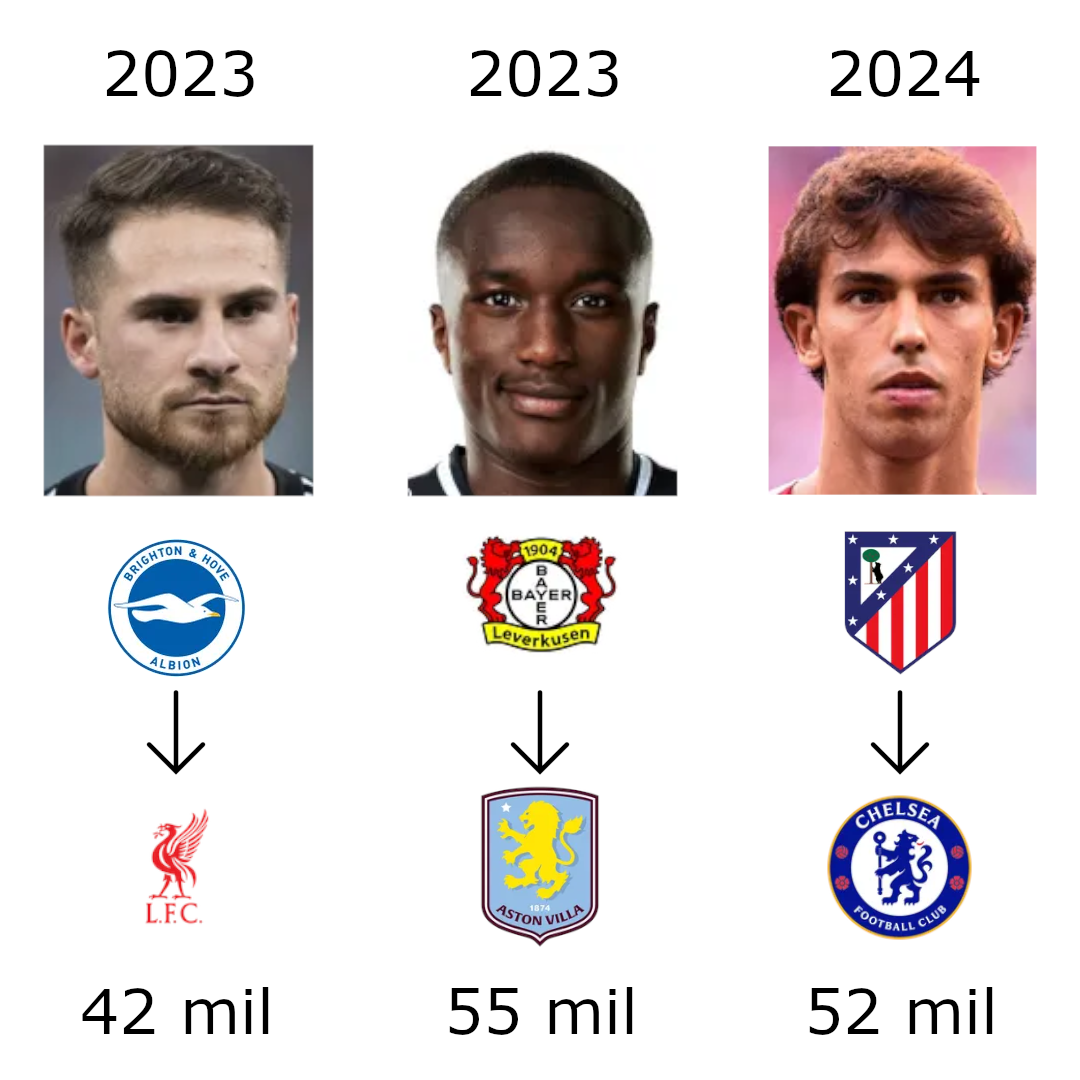 2023 2023 2024
BRIGHTON & HOVE
ALBION
1904
BAYER
BAYER
Leverkusen
L.F.C.
1874
ASTON VILLA
CHELSEA
FOOTBALL CLUB
42 mil 55 mil 52 mil